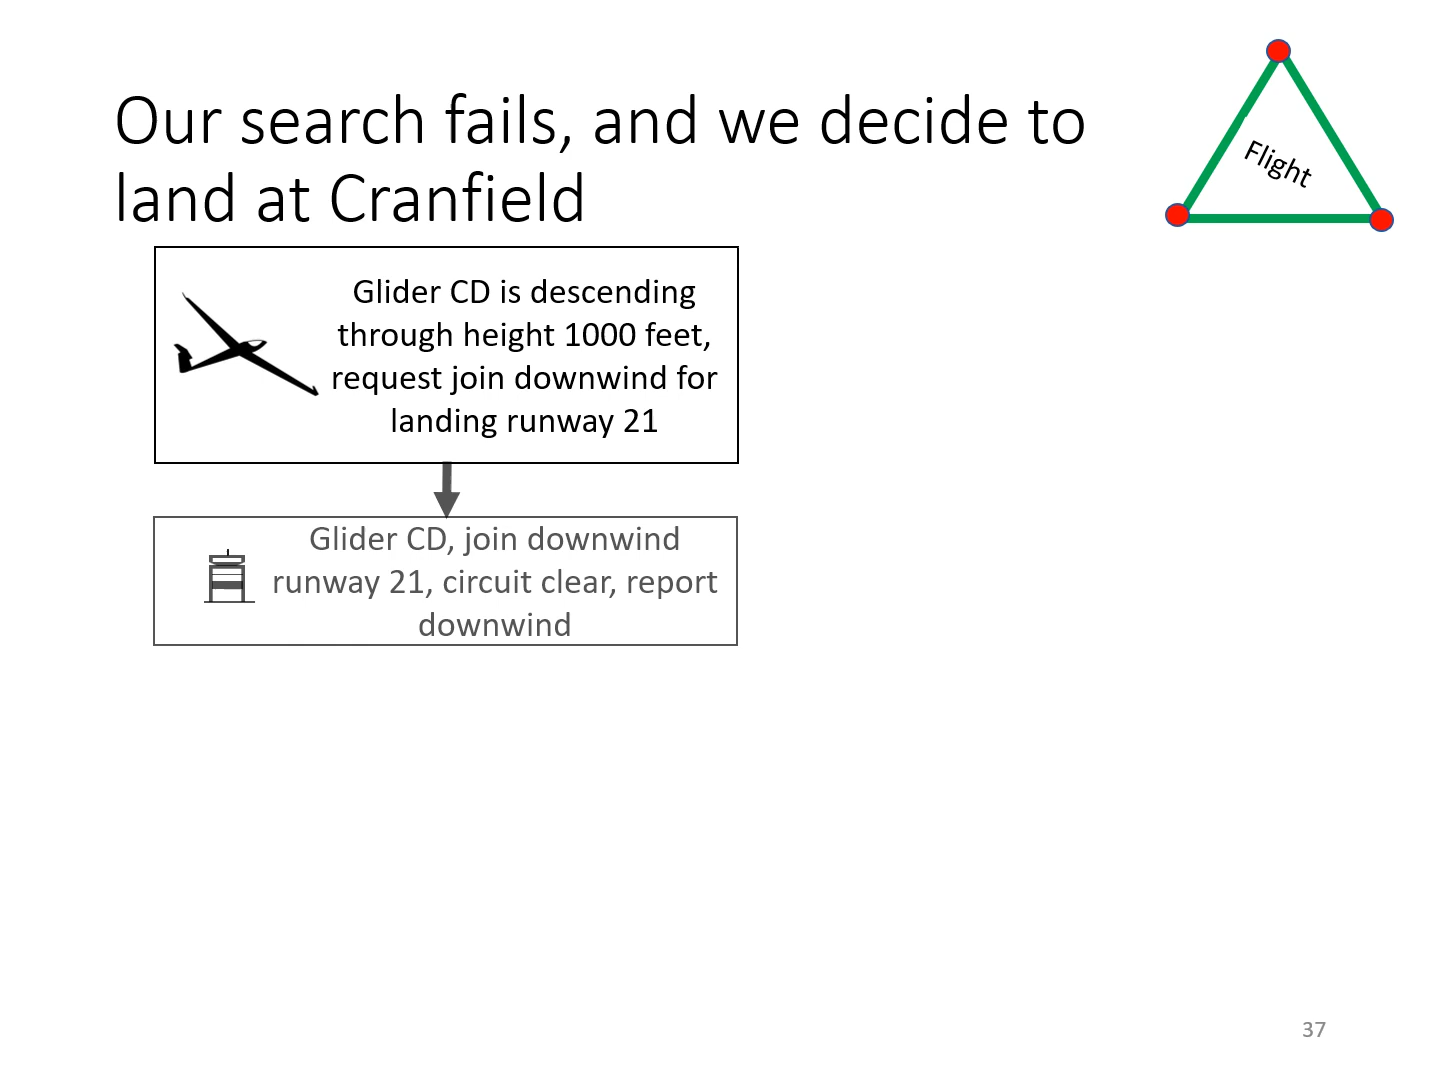 Our search fails, and we decide to
land at Cranfield
Flight
Glider CD is descending
through height 1000 feet,
request join downwind for
landing runway 21
Glider CD, join downwind
runway 21, circuit clear, report
downwind
37